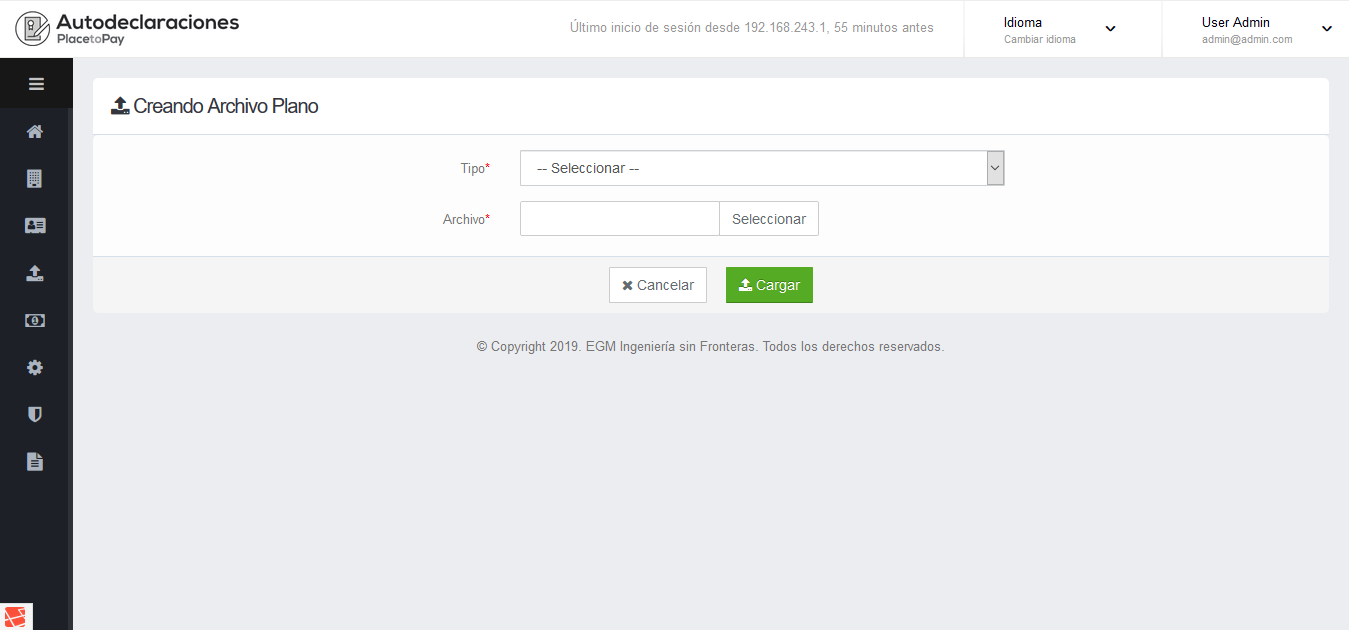 Autodeclaraciones
PlacetoPay
Último inicio de sesión desde 192.168.243.1, 55 minutos antes
Idioma
Cambiar idioma
User Admin
admin@admin.com
Creando Archivo Plano
Tipo*
-- Seleccionar --
Archivo*
Seleccionar
Cancelar
Cargar
© Copyright 2019. EGM Ingeniería sin Fronteras. Todos los derechos reservados.